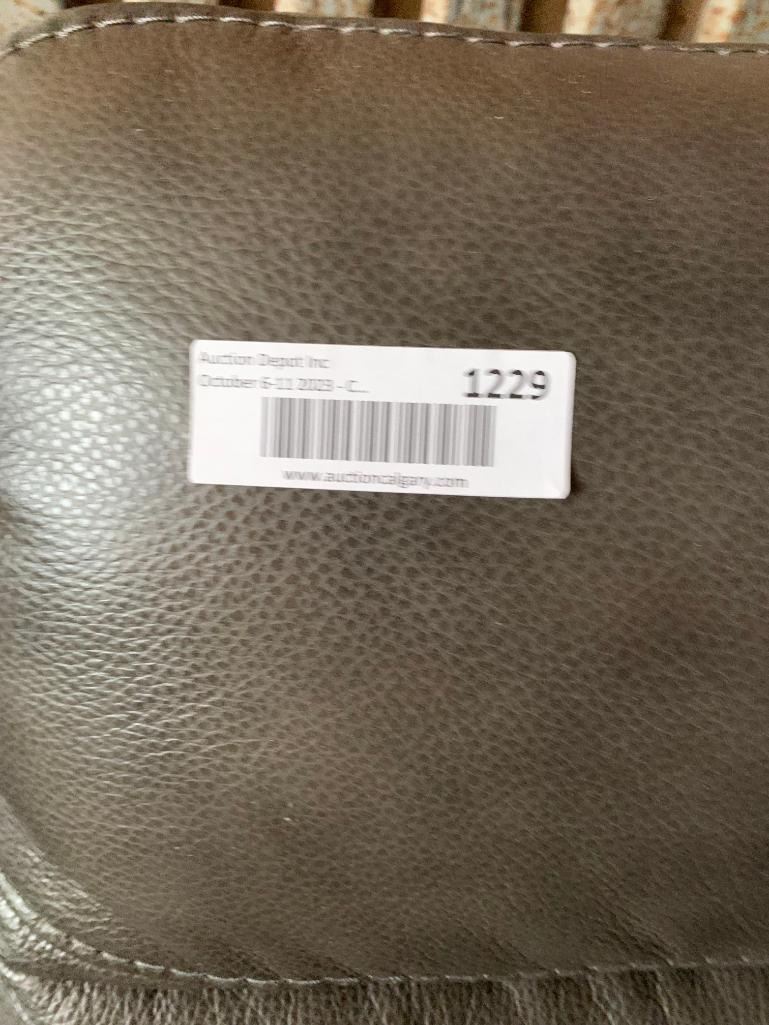 Auction Depot Inc
October 6-11 2023 - C...
1229
www.auctioncalgary.com